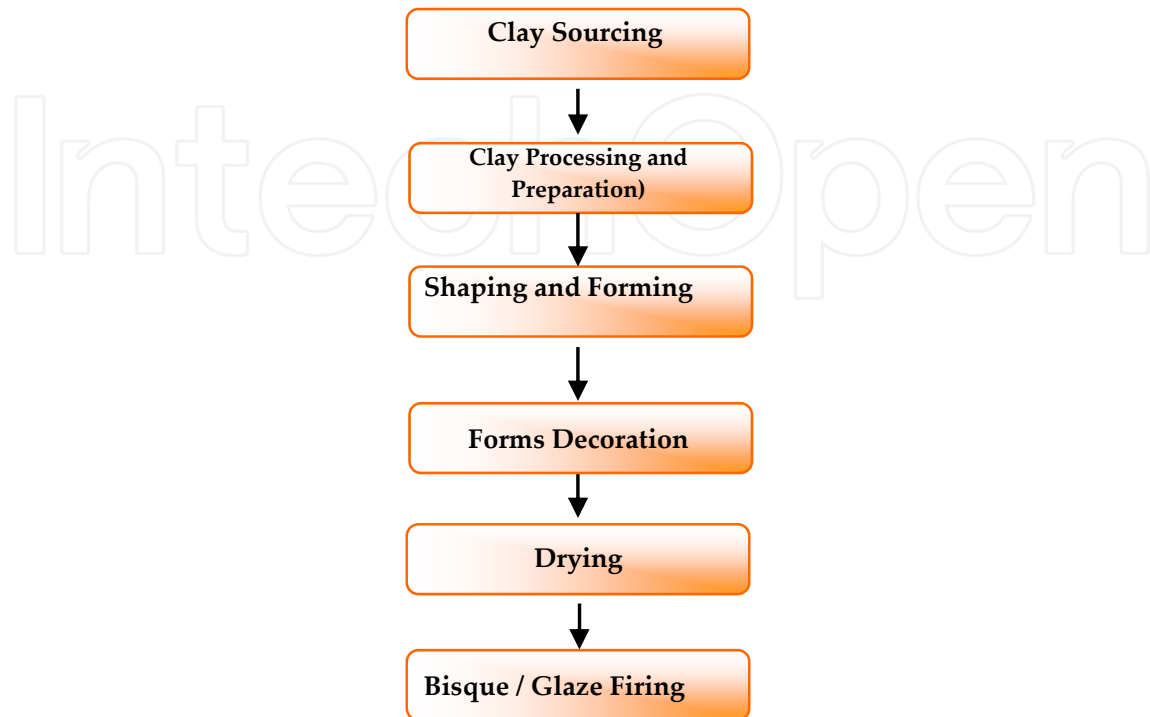 Clay Sourcing
IntechOpen
Clay Processing and
Preparation)
Shaping and Forming
Forms Decoration
Drying
Bisque / Glaze Firing